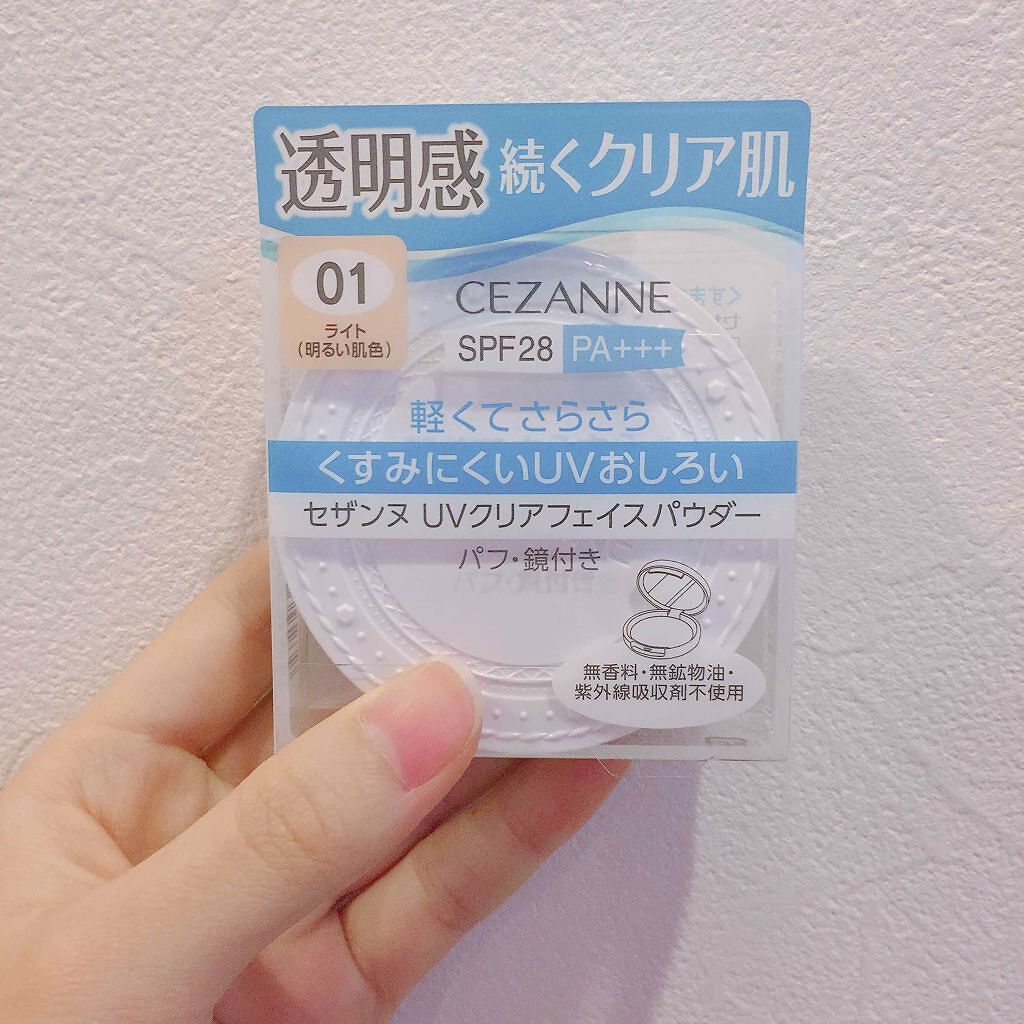 透明感 続くクリア肌
01
ライト
(明るい肌色)
CEZANNE
SPF28 PA+++
軽くてさらさら
くすみにくいUVおしろい
セザンヌ UVクリアフェイスパウダー
パフ・鏡付き
無香料・無鉱物油・
紫外線吸収剤不使用